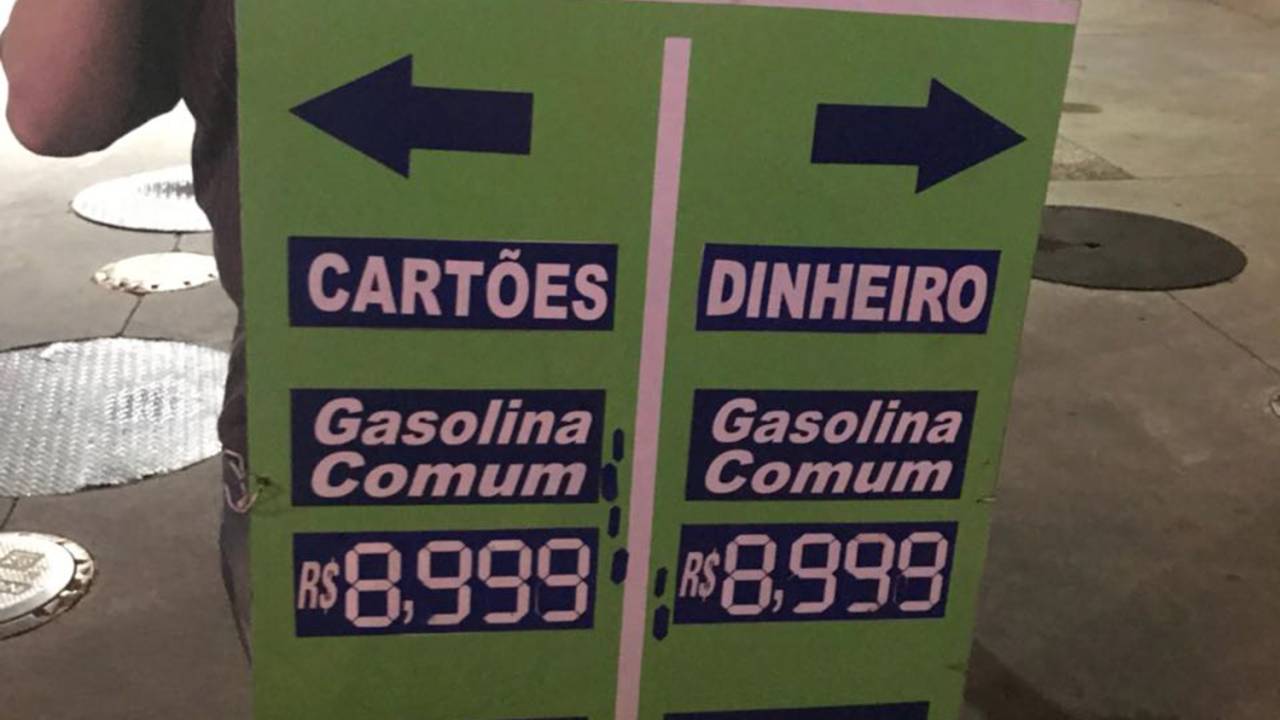 CARTÕES
Gasolina
Comum
R$8,999
DINHEIRO
Gasolina
Comum
R$8,999